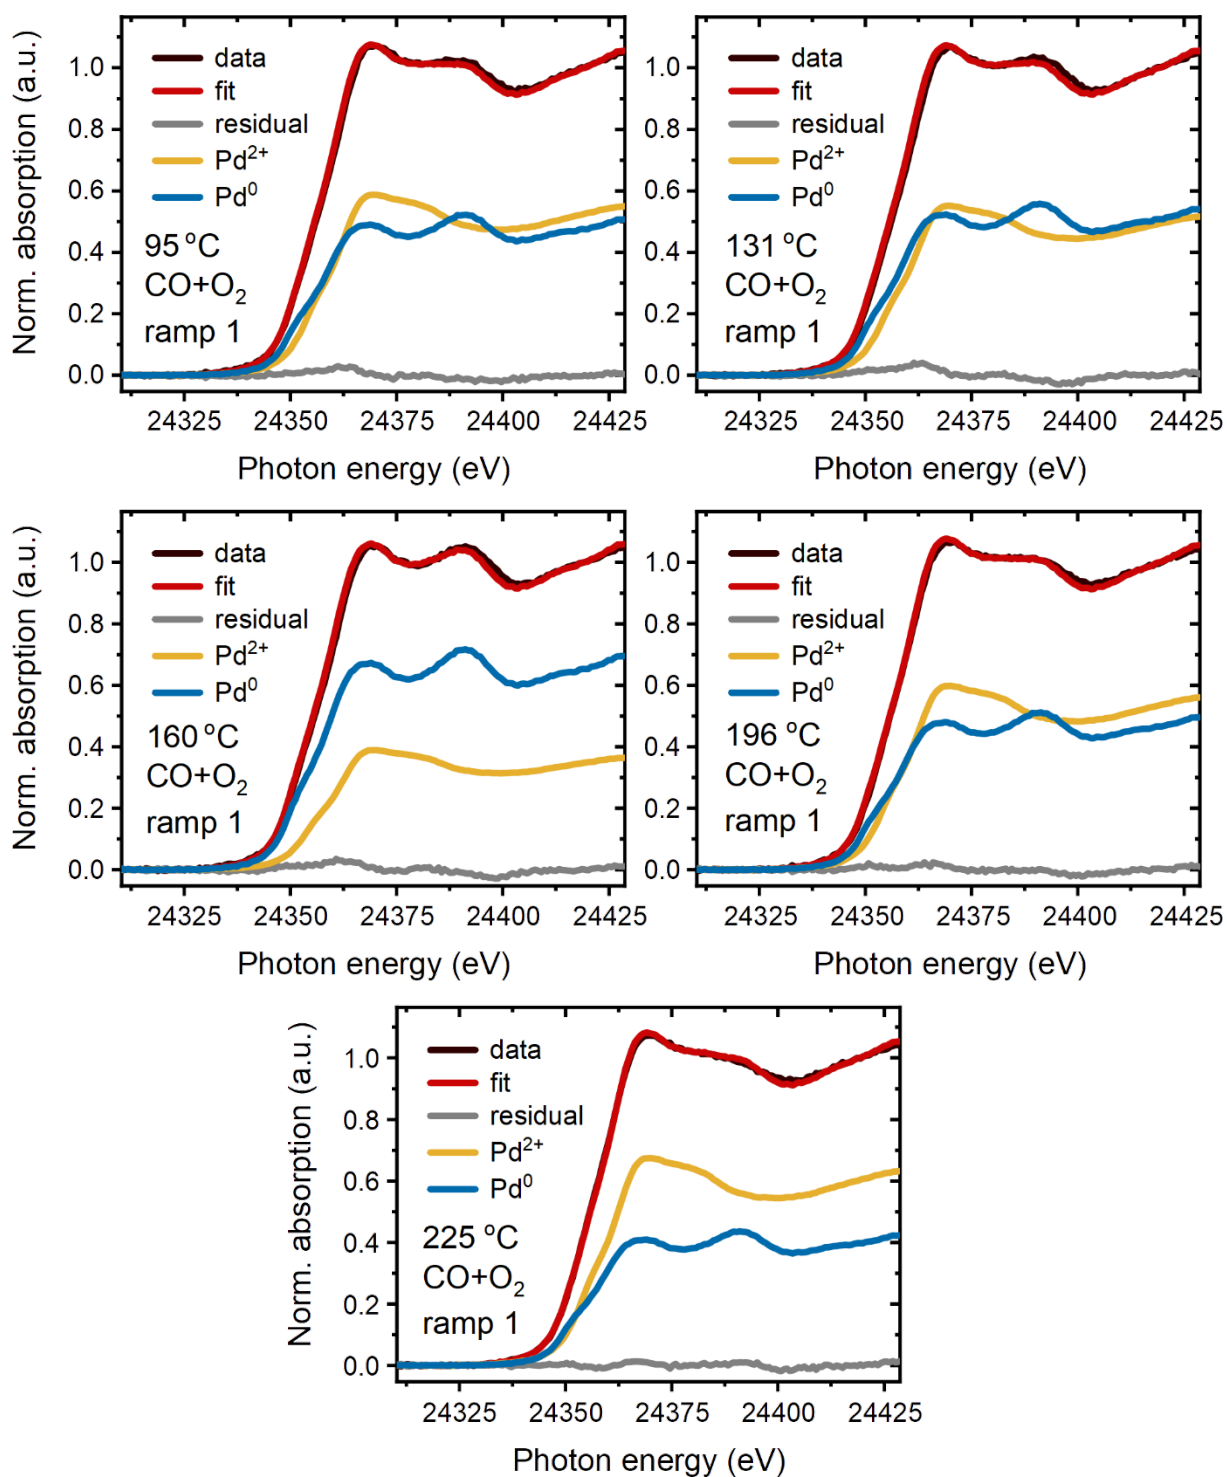 Norm. absorption (a.u.)
1.0
0.8
0.6
0.4
0.2
0.0
data
fit
residual
Pd²⁺
Pd⁰
95 °C
CO+O₂
ramp 1
24325 24350 24375 24400 24425
Photon energy (eV)
1.0
0.8
0.6
0.4
0.2
0.0
data
fit
residual
Pd²⁺
Pd⁰
131 °C
CO+O₂
ramp 1
24325 24350 24375 24400 24425
Photon energy (eV)
Norm. absorption (a.u.)
1.0
0.8
0.6
0.4
0.2
0.0
data
fit
residual
Pd²⁺
Pd⁰
160 °C
CO+O₂
ramp 1
24325 24350 24375 24400 24425
Photon energy (eV)
1.0
0.8
0.6
0.4
0.2
0.0
data
fit
residual
Pd²⁺
Pd⁰
196 °C
CO+O₂
ramp 1
24325 24350 24375 24400 24425
Photon energy (eV)
Norm. absorption (a.u.)
1.0
0.8
0.6
0.4
0.2
0.0
data
fit
residual
Pd²⁺
Pd⁰
225 °C
CO+O₂
ramp 1
24325 24350 24375 24400 24425
Photon energy (eV)